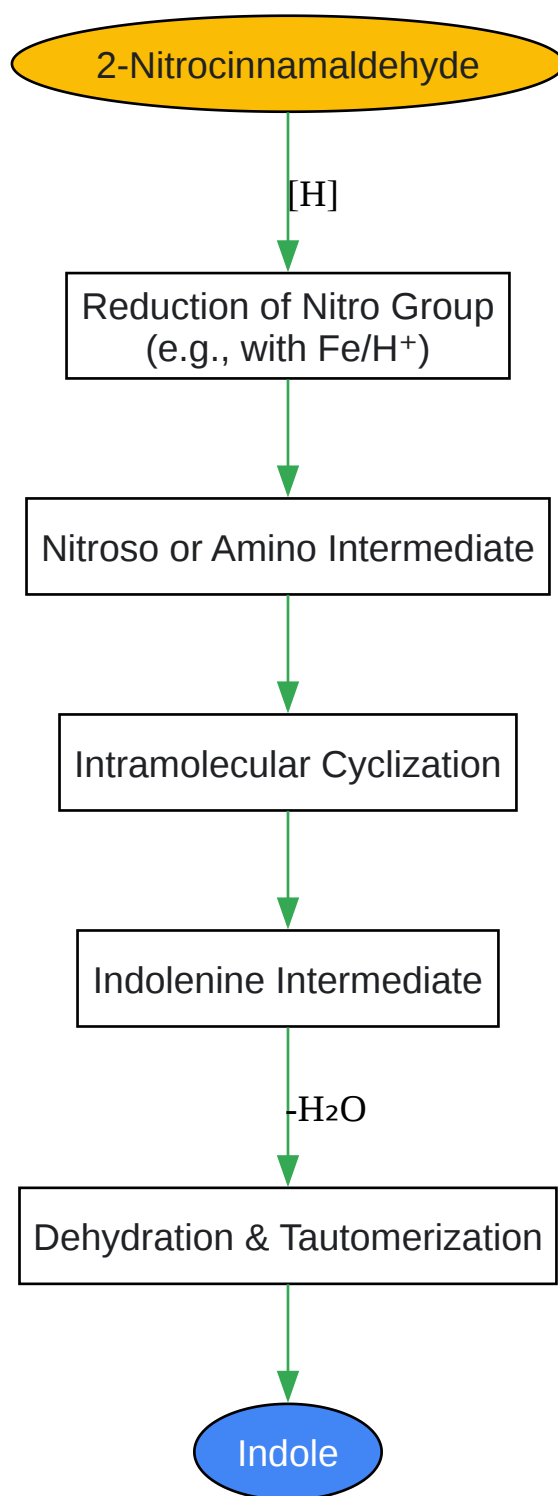 2-Nitrocinnamaldehyde
[H]
Reduction of Nitro Group
(e.g., with Fe/H⁺)
Nitroso or Amino Intermediate
Intramolecular Cyclization
Indolenine Intermediate
-H₂O
Dehydration & Tautomerization
Indole